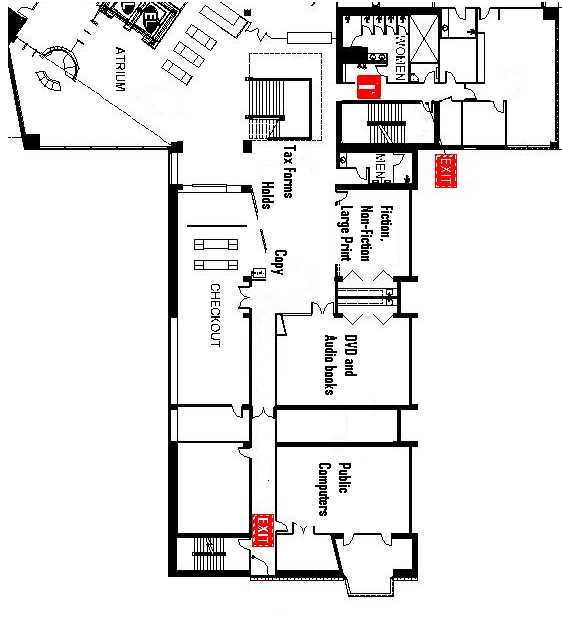 EL
ATRIUM
WOMEN
T
MEN
EXIT
Tax Forms
Holds
Copy
Fiction,
Non-Fiction
Large Print
CHECKOUT
DVD and
Audio books
Public
Computers
EXIT